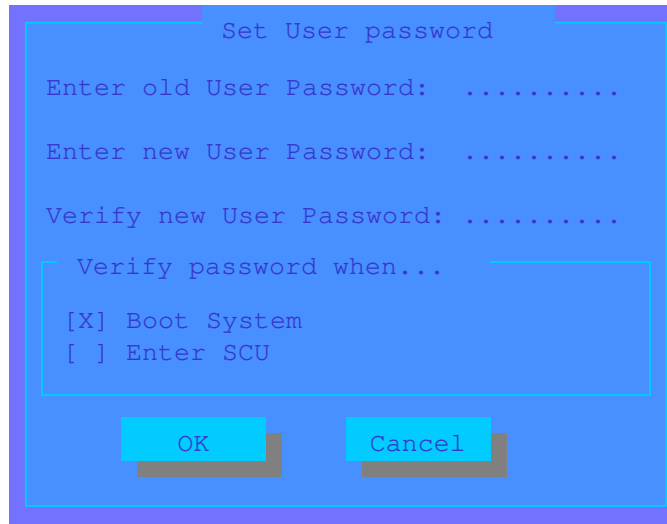 Set User password
Enter old User Password: ..........
Enter new User Password: ..........
Verify new User Password: ..........
Verify password when...
[X] Boot System
[ ] Enter SCU
OK Cancel